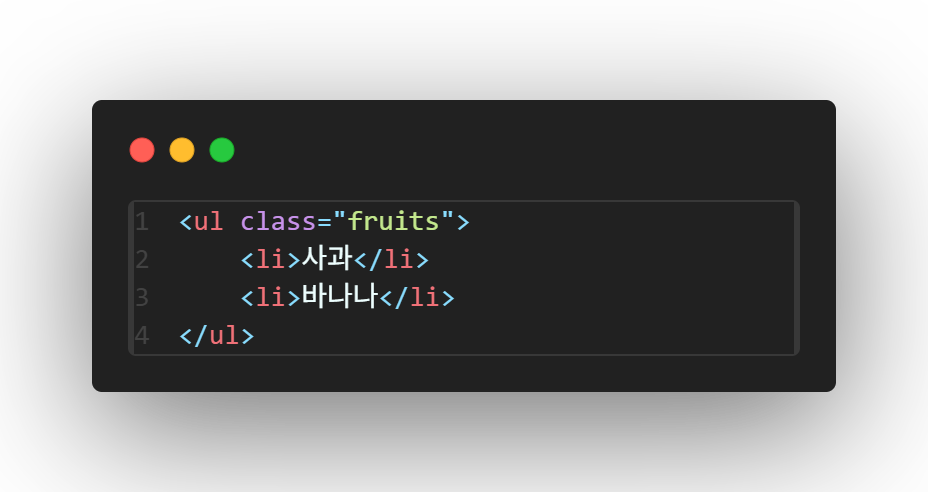 1 <ul class="fruits">
2     <li>사과</li>
3     <li>바나나</li>
4 </ul>